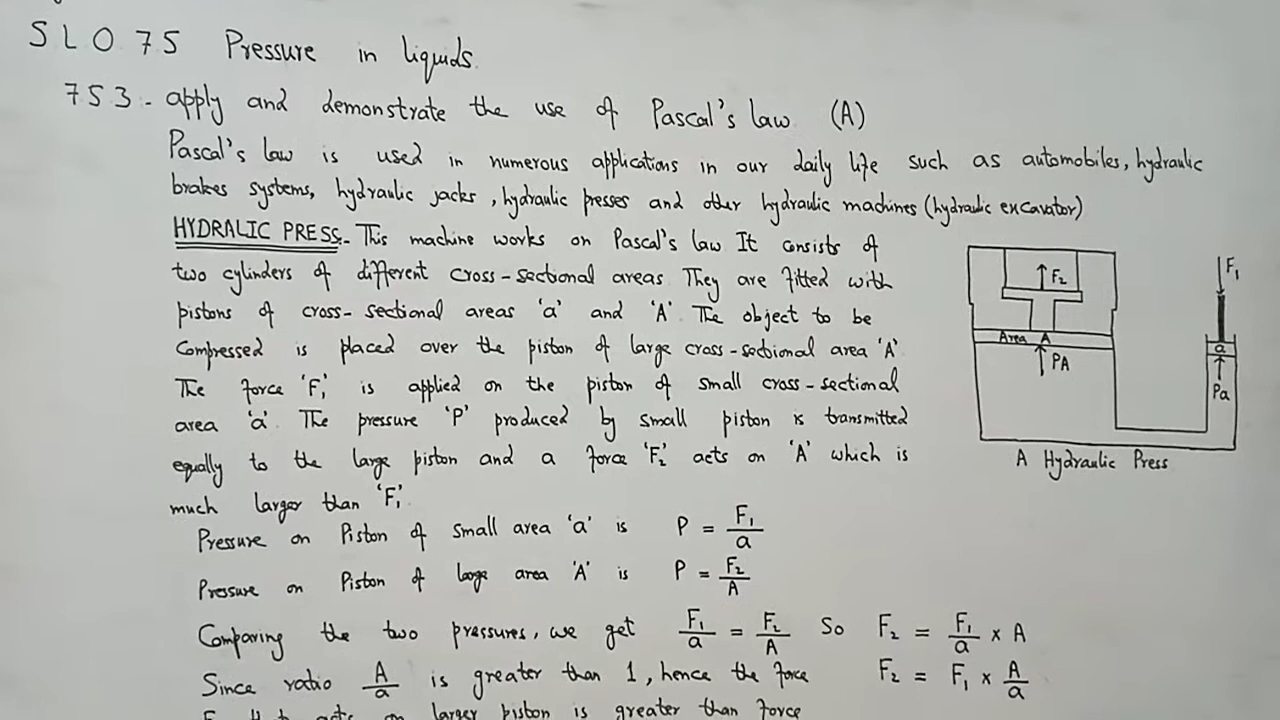 SLO 75 Pressure in liquids.
753:- apply and demonstrate the use of Pascal's law (A)
Pascal's law is used in numerous applications in our daily life such as automobiles, hydraulic
brakes systems, hydraulic jacks, hydraulic presses and other hydraulic machines (hydraulic excavator)
HYDRALIC PRESS:- This machine works on Pascal's law It consists of
two cylinders of different cross-sectional areas They are fitted with
pistons of cross-sectional areas 'a' and 'A'. The object to be
Compressed is placed over the piston of large cross-sectional area 'A'.
The force 'F₁' is applied on the piston of small cross-sectional
area 'a'. The pressure 'P' produced by small piston is transmitted
equally to the large piston and a force 'F₂' acts on 'A' which is
much larger than 'F₁'.
Pressure on Piston of small area 'a' is P = F₁/a
Pressure on Piston of large area 'A' is P = F₂/A
Comparing the two pressures, we get F₁/a = F₂/A So F₂ = F₁/a × A
Since ratio A/a is greater than 1, hence the force F₂ = F₁ × A/a
acts on larger piston is greater than force
F₂
Area A
PA
F₁
a
Pa
A Hydraulic Press